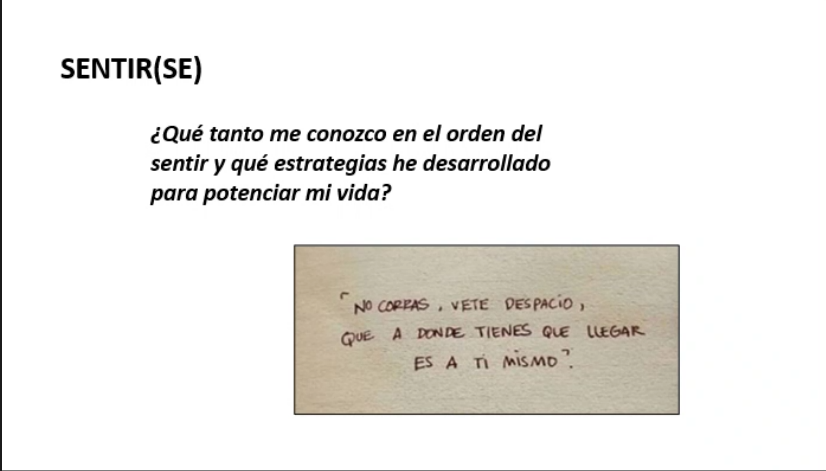 SENTIR(SE)
¿Qué tanto me conozco en el orden del
sentir y qué estrategias he desarrollado
para potenciar mi vida?
"NO CORRAS, VETE DESPACIO,
QUE A DONDE TIENES QUE LLEGAR
ES A TI MISMO".